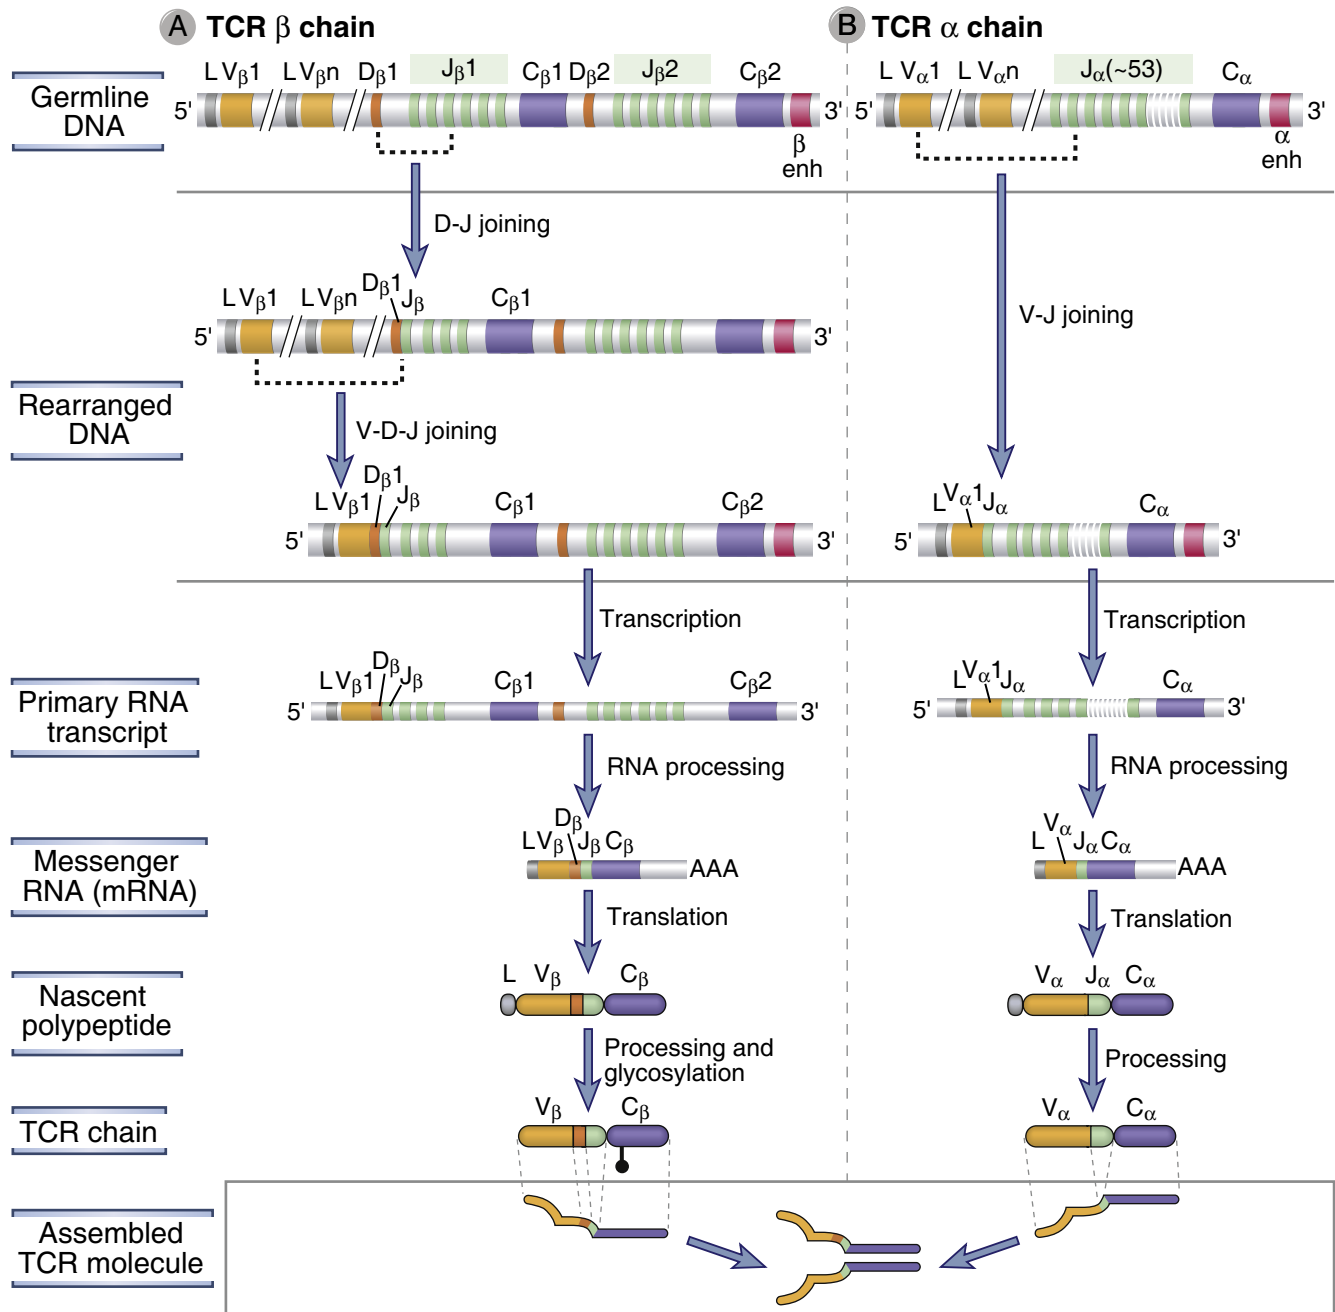 A TCR β chain
B TCR α chain
Germline
DNA
L Vβ1 L Vβn Dβ1 Jβ1 Cβ1 Dβ2 Jβ2 Cβ2
5' 3'
β
enh
L Vα1 L Vαn Jα(~53) Cα
5' 3'
α
enh
D-J joining
V-J joining
Rearranged
DNA
L Vβ1 L Vβn Dβ1 Jβ Cβ1
5' 3'
V-D-J joining
L Vβ1 Dβ1 Jβ Cβ1 Cβ2
5' 3'
L Vα1 Jα Cα
5' 3'
Transcription
Transcription
Primary RNA
transcript
L Vβ1 Dβ Jβ Cβ1 Cβ2
5' 3'
L Vα1 Jα Cα
5' 3'
RNA processing
RNA processing
Messenger
RNA (mRNA)
L Vβ Dβ Jβ Cβ
AAA
L Vα Jα Cα
AAA
Translation
Translation
Nascent
polypeptide
L Vβ Cβ
Vα Jα Cα
Processing and
glycosylation
Processing
TCR chain
Vβ Cβ
Vα Cα
Assembled
TCR molecule